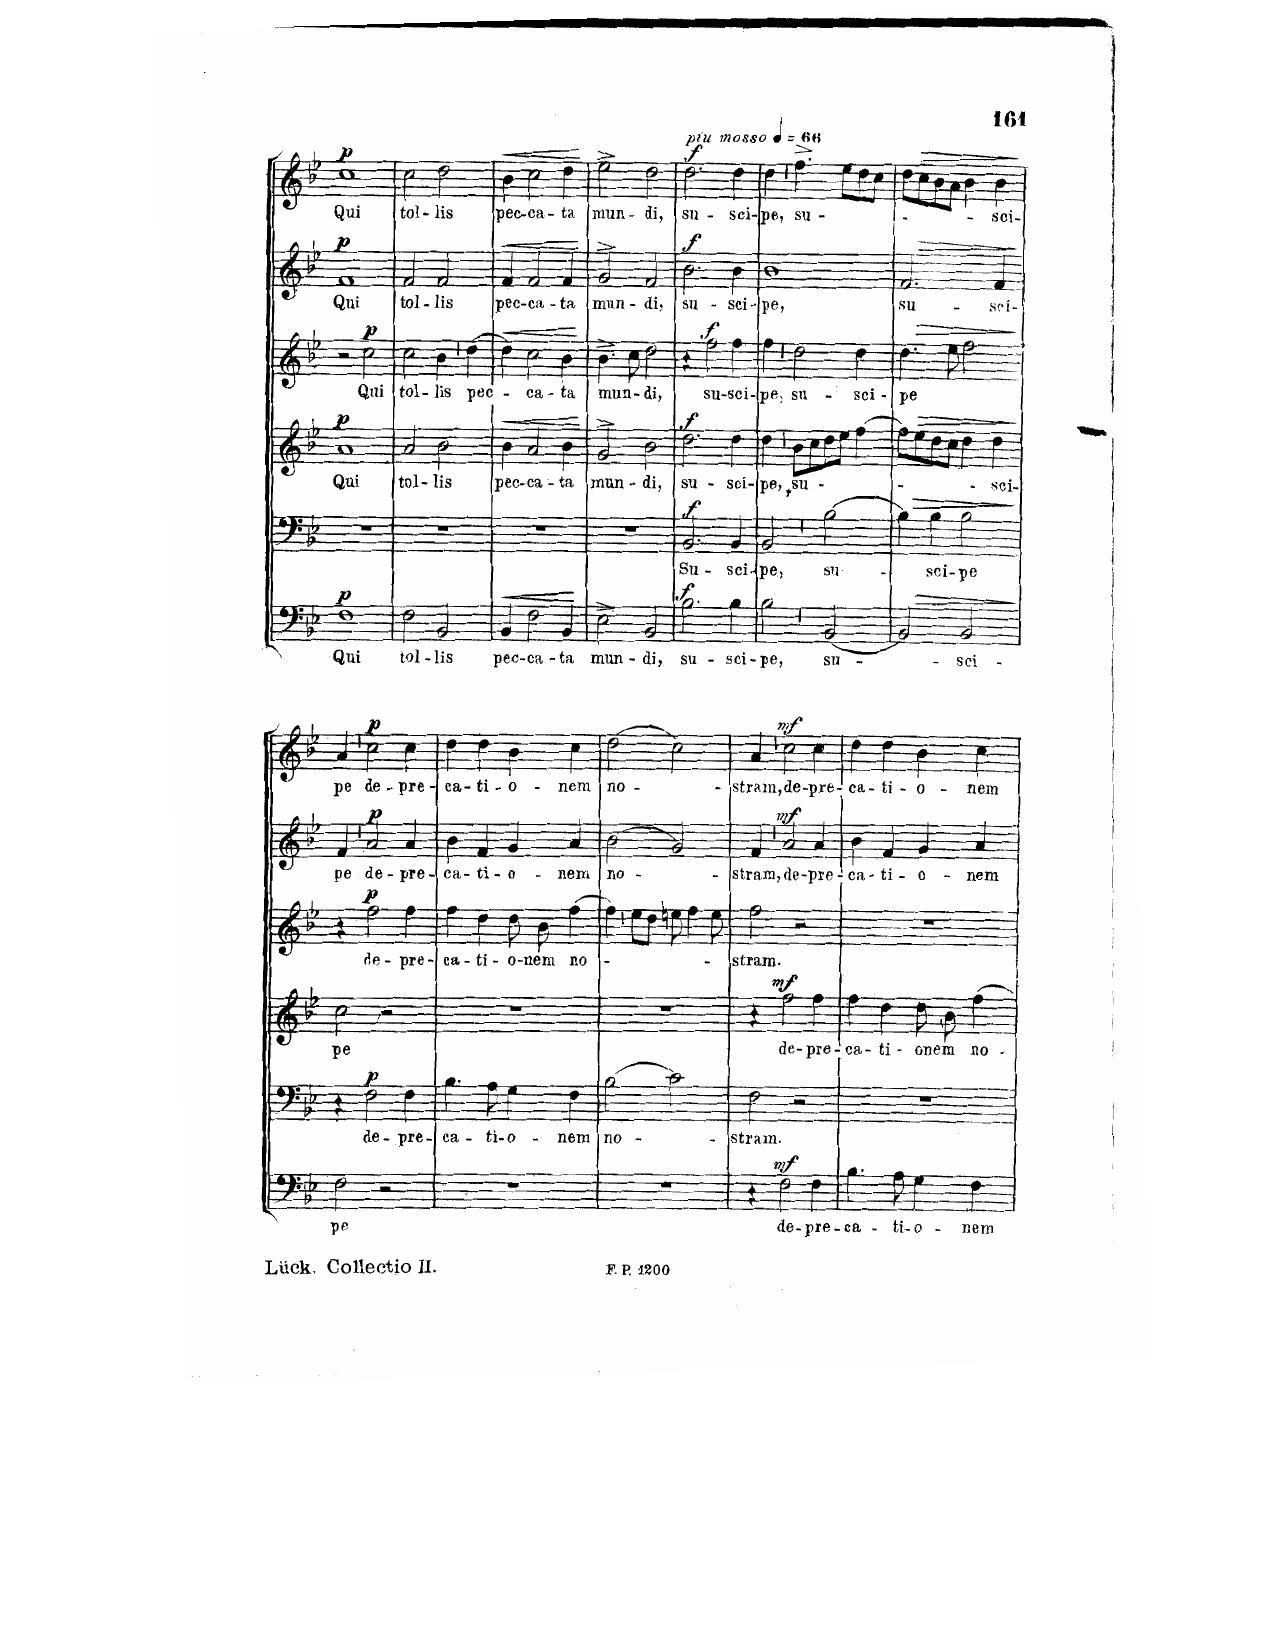 161
piu mosso ♩ = 66
p f
Qui tol - lis pec-ca - ta mun - di, su - sci-pe, su - - - sci-
p f
Qui tol - lis pec-ca - ta mun - di, su - sci - pe, su - sci-
p f
Qui tol - lis pec - ca - ta mun - di, su-sci-pe, su - sci - pe
p f
Qui tol - lis pec-ca - ta mun - di, su - sci-pe, su - - - sci-
f
Su - sci-pe, su - sci-pe
p f
Qui tol - lis pec-ca - ta mun - di, su - sci-pe, su - - sci -
p mf
pe de - pre - ca - ti - o - nem no - - stram, de-pre - ca - ti - o - nem
p mf
pe de - pre - ca - ti - o - nem no - - stram, de-pre - ca - ti - o - nem
p
de - pre - ca - ti - o-nem no - - stram.
mf
pe de-pre-ca - ti - onem no -
p
de - pre - ca - ti-o - nem no - - stram.
mf
pe de-pre-ca - ti-o - nem
Lück. Collectio II. F. P. 1200